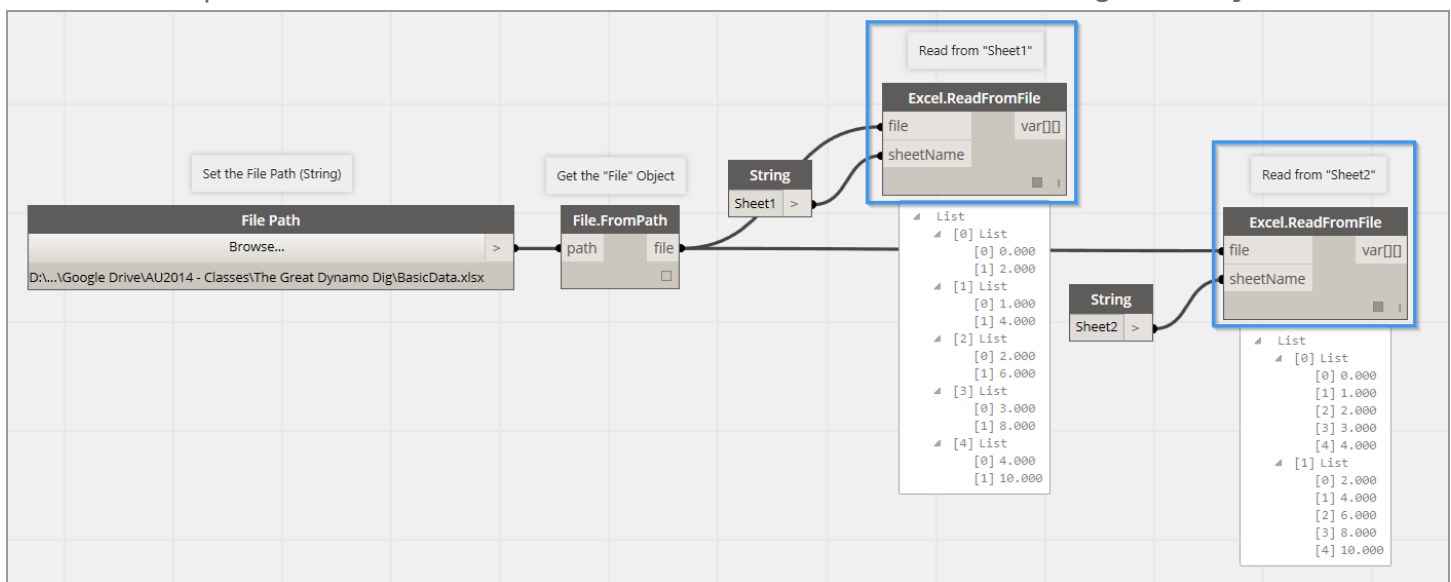 Read from "Sheet1"
Excel.ReadFromFile
file var[][]
sheetName
Set the File Path (String)
File Path
Browse... >
D:\...\Google Drive\AU2014 - Classes\The Great Dynamo Dig\BasicData.xlsx
Get the "File" Object
File.FromPath
path file
String
Sheet1 >
List
[0] List
[0] 0.000
[1] 2.000
[1] List
[0] 1.000
[1] 4.000
[2] List
[0] 2.000
[1] 6.000
[3] List
[0] 3.000
[1] 8.000
[4] List
[0] 4.000
[1] 10.000
Read from "Sheet2"
Excel.ReadFromFile
file var[][]
sheetName
String
Sheet2 >
List
[0] List
[0] 0.000
[1] 1.000
[2] 2.000
[3] 3.000
[4] 4.000
[1] List
[0] 2.000
[1] 4.000
[2] 6.000
[3] 8.000
[4] 10.000